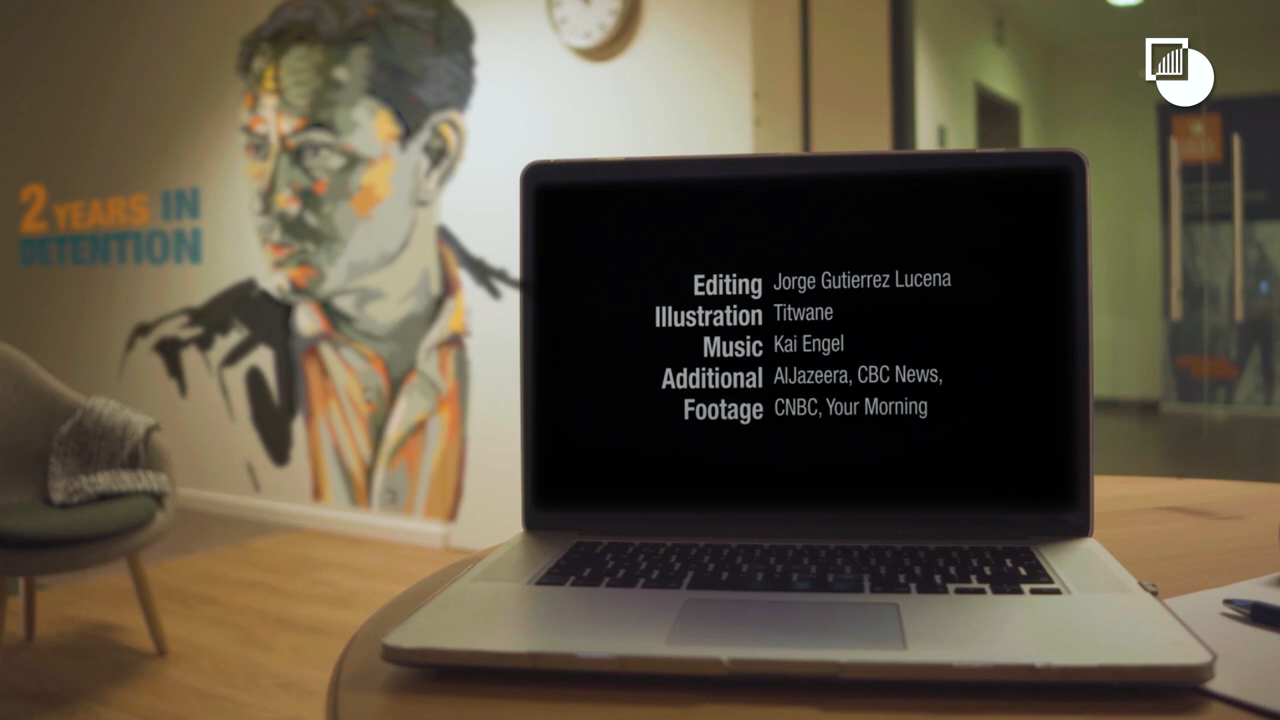 2 YEARS IN
DETENTION
Editing Jorge Gutierrez Lucena
Illustration Titwane
Music Kai Engel
Additional AlJazeera, CBC News,
Footage CNBC, Your Morning